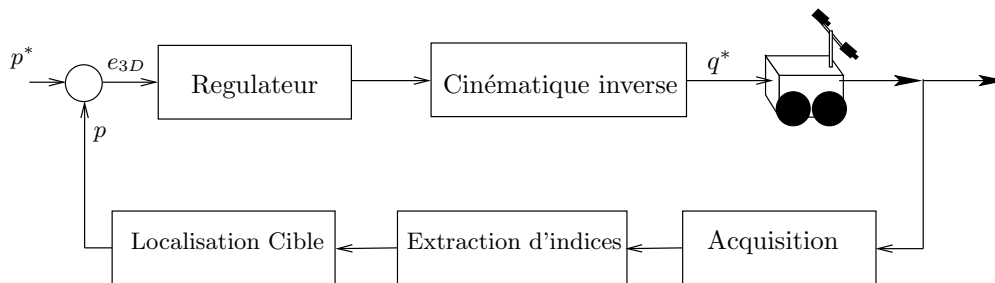 p*
e3D
Regulateur
Cinématique inverse
q*
p
Localisation Cible
Extraction d'indices
Acquisition